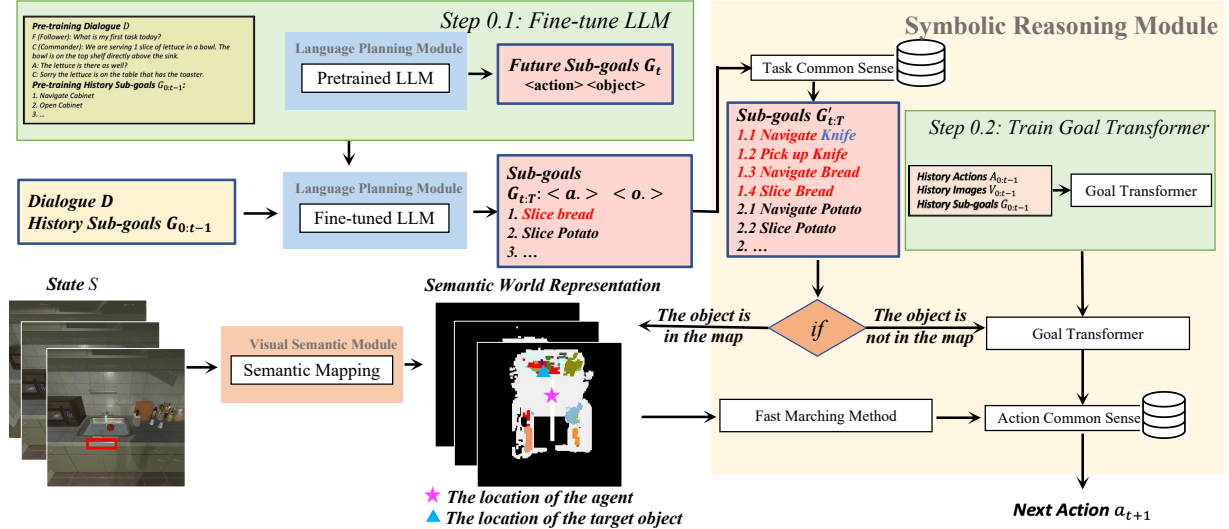 Step 0.1: Fine-tune LLM
Pre-training Dialogue D
F (Follower): What is my first task today?
C (Commander): We are serving 1 slice of lettuce in a bowl. The
bowl is on the top shelf directly above the sink.
A: The lettuce is there as well?
C: Sorry the lettuce is on the table that has the toaster.
Pre-training History Sub-goals G0:t−1:
1. Navigate Cabinet
2. Open Cabinet
3. ...
Language Planning Module
Pretrained LLM
Future Sub-goals Gt
<action> <object>
Dialogue D
History Sub-goals G0:t−1
Language Planning Module
Fine-tuned LLM
Sub-goals
Gt:T: < a. > < o. >
1. Slice bread
2. Slice Potato
3. ...
Symbolic Reasoning Module
Task Common Sense
Sub-goals G′t:T
1.1 Navigate Knife
1.2 Pick up Knife
1.3 Navigate Bread
1.4 Slice Bread
2.1 Navigate Potato
2.2 Slice Potato
2. ...
Step 0.2: Train Goal Transformer
History Actions A0:t−1
History Images V0:t−1
History Sub-goals G0:t−1
Goal Transformer
State S
Visual Semantic Module
Semantic Mapping
Semantic World Representation
The object is
in the map
if
The object is
not in the map
Goal Transformer
Fast Marching Method
Action Common Sense
The location of the agent
The location of the target object
Next Action at+1